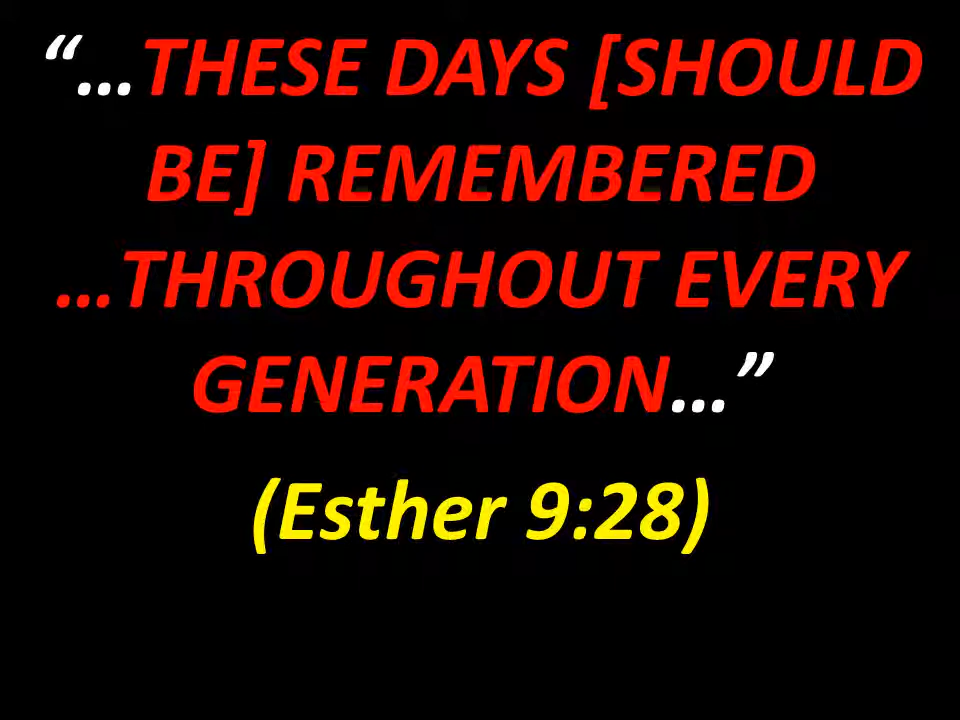 “…THESE DAYS [SHOULD
BE] REMEMBERED
…THROUGHOUT EVERY
GENERATION…”
(Esther 9:28)